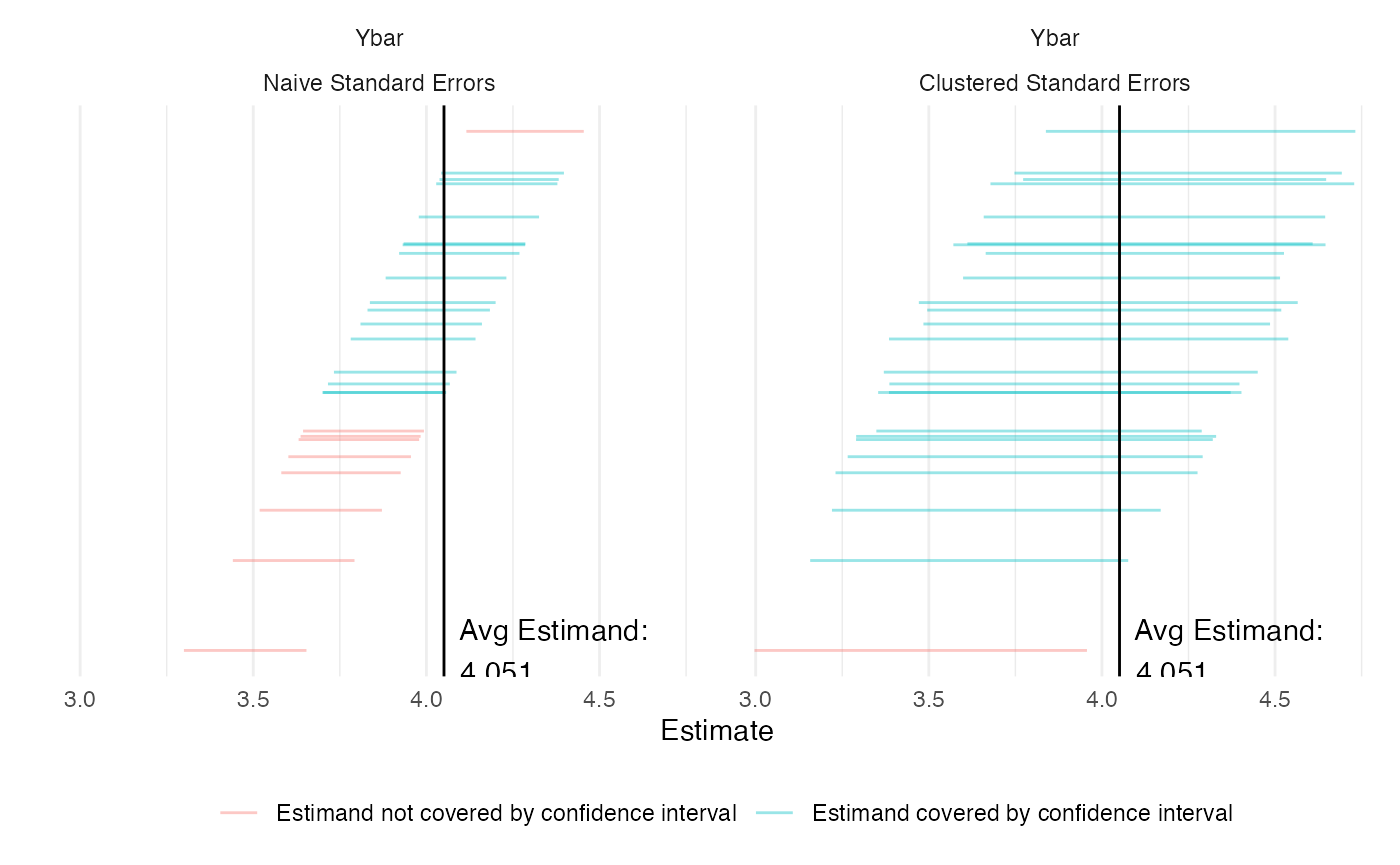 Ybar
Naive Standard Errors
Ybar
Clustered Standard Errors
Avg Estimand:
4.051
Avg Estimand:
4.051
3.0 3.5 4.0 4.5
3.0 3.5 4.0 4.5
Estimate
Estimand not covered by confidence interval
Estimand covered by confidence interval